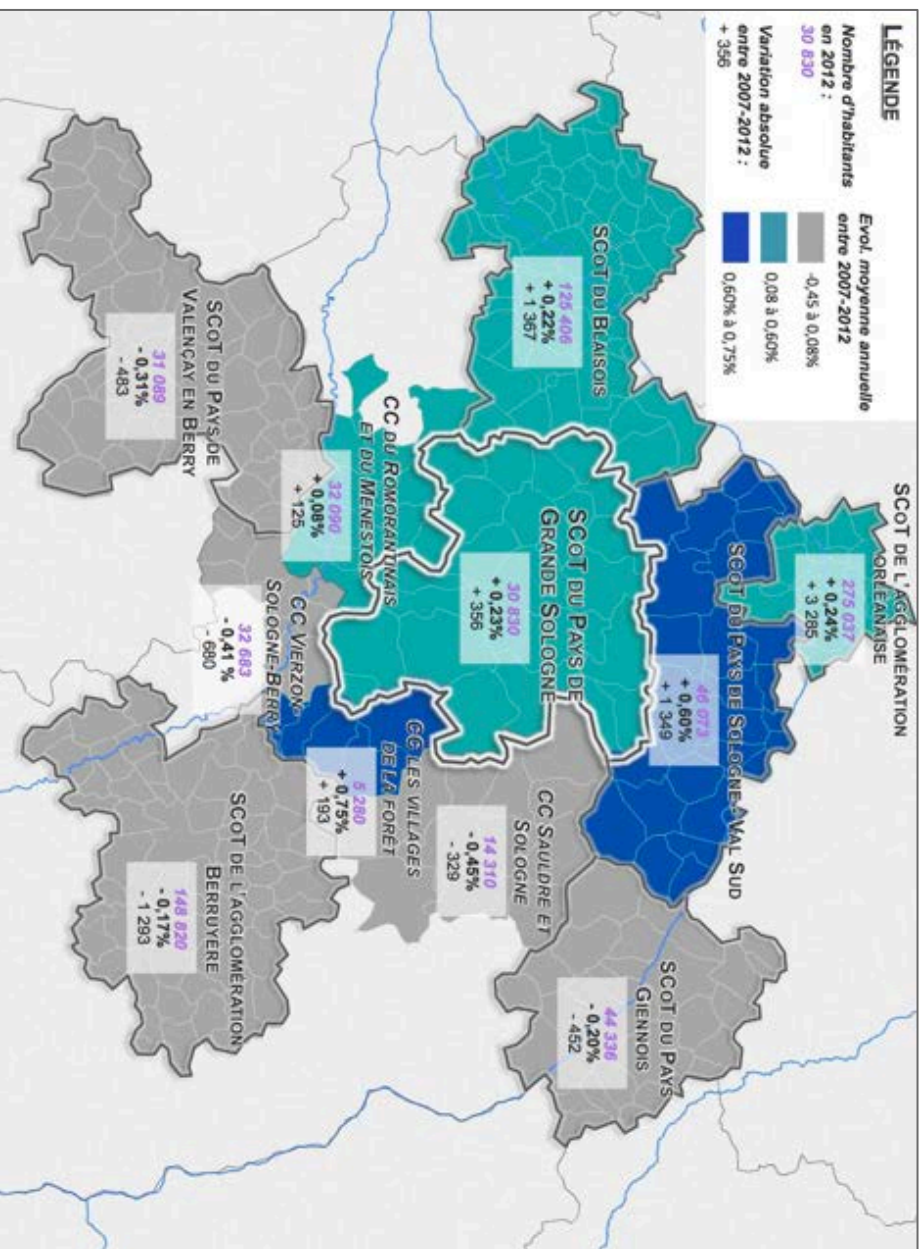 LÉGENDE
Nombre d'habitants
en 2012 :
30 830
Variation absolue
entre 2007-2012 :
+ 356
Evol. moyenne annuelle
entre 2007-2012
-0,45 à 0,08%
0,08 à 0,60%
0,60% à 0,75%
SCOT DE L'AGGLOMÉRATION
ORLÉANAISE
275 037
+ 0,24%
+ 3 285
SCOT DU BLAISOIS
125 406
+ 0,22%
+ 1 367
SCOT DU PAYS DE SOLOGNE - VAL SUD
46 073
+ 0,60%
+ 1 349
SCOT DU PAYS
GIENNOIS
44 336
- 0,20%
- 452
SCOT DU PAYS DE
GRANDE SOLOGNE
30 830
+ 0,23%
+ 356
CC SAULDRE ET
SOLOGNE
14 310
- 0,45%
- 329
CC DU ROMORANTINAIS
ET DU MENESTOIS
32 090
+ 0,08%
+ 125
CC LES VILLAGES
DE LA FORÊT
5 280
+ 0,75%
+ 193
CC VIERZON
SOLOGNE-BERRY
32 683
- 0,41 %
- 680
SCOT DU PAYS DE
VALENÇAY EN BERRY
31 089
- 0,31%
- 483
SCOT DE L'AGGLOMÉRATION
BERRUYÈRE
148 820
- 0,17%
- 1 293